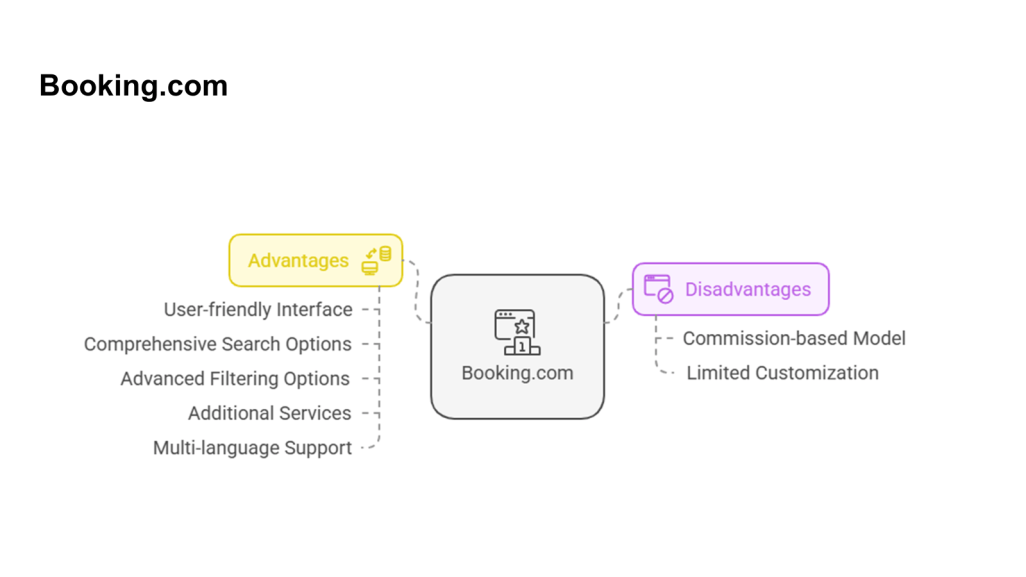 Booking.com
Advantages
User-friendly Interface
Comprehensive Search Options
Advanced Filtering Options
Additional Services
Multi-language Support
1
Booking.com
Disadvantages
Commission-based Model
Limited Customization